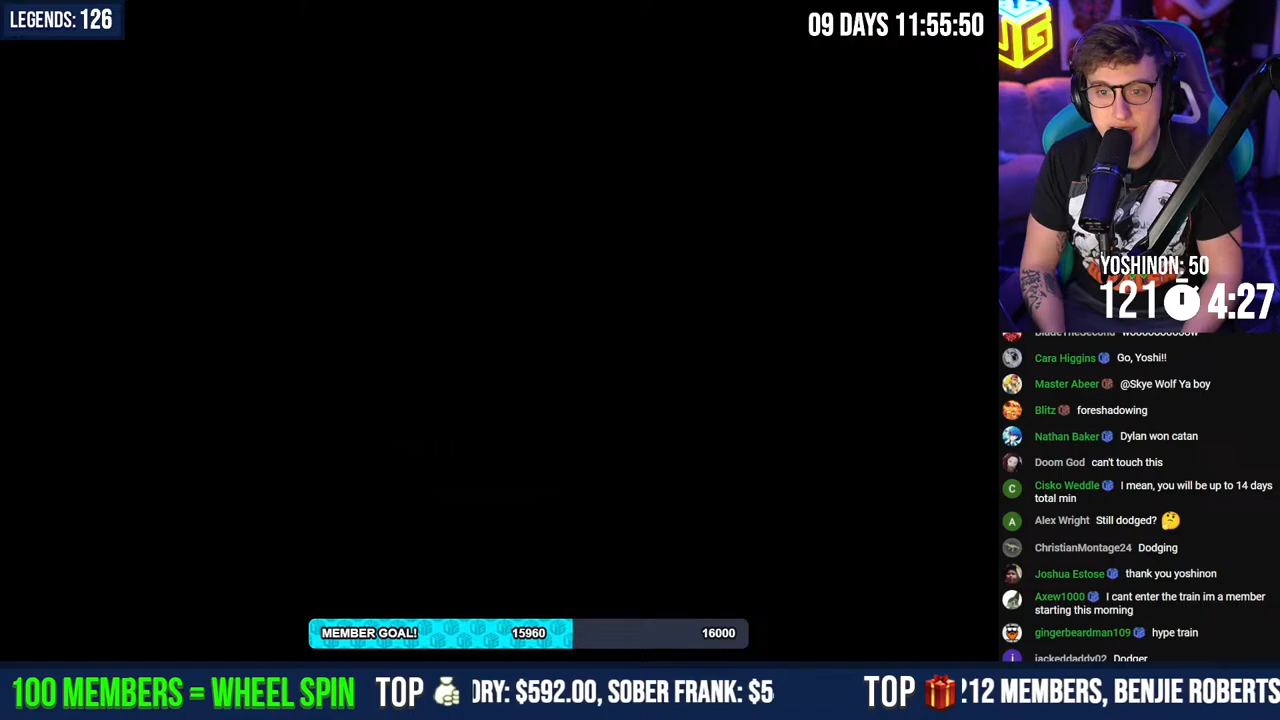 LEGENDS: 126
09 DAYS 11:55:50
YOSHINON: 50
121 4:27
Cara Higgins Go, Yoshi!!
Master Abeer @Skye Wolf Ya boy
Blitz foreshadowing
Nathan Baker Dylan won catan
Doom God can't touch this
C Cisko Weddle I mean, you will be up to 14 days
total min
A Alex Wright Still dodged? 🤔
ChristianMontage24 Dodging
Joshua Estose thank you yoshinon
Axew1000 I cant enter the train im a member
starting this morning
gingerbeardman109 hype train
jackeddaddy02 Dodger
MEMBER GOAL! 15960 16000
100 MEMBERS = WHEEL SPIN TOP DRY: $592.00, SOBER FRANK: $5 TOP 212 MEMBERS, BENJIE ROBERTS